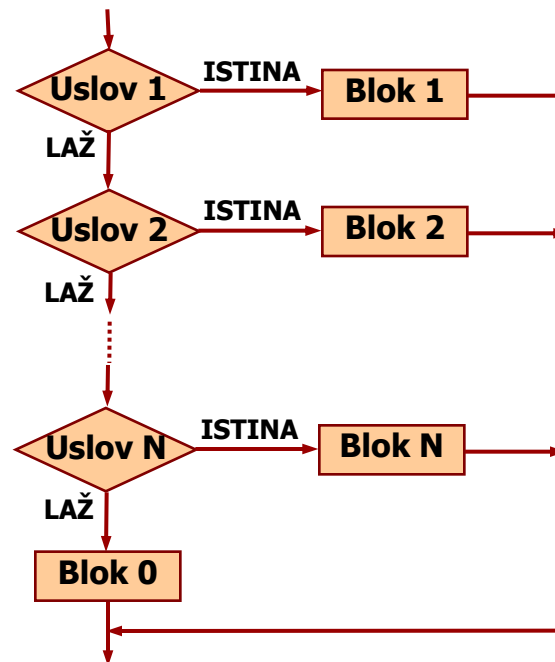 Uslov 1
ISTINA
Blok 1
LAŽ
Uslov 2
ISTINA
Blok 2
LAŽ
Uslov N
ISTINA
Blok N
LAŽ
Blok 0